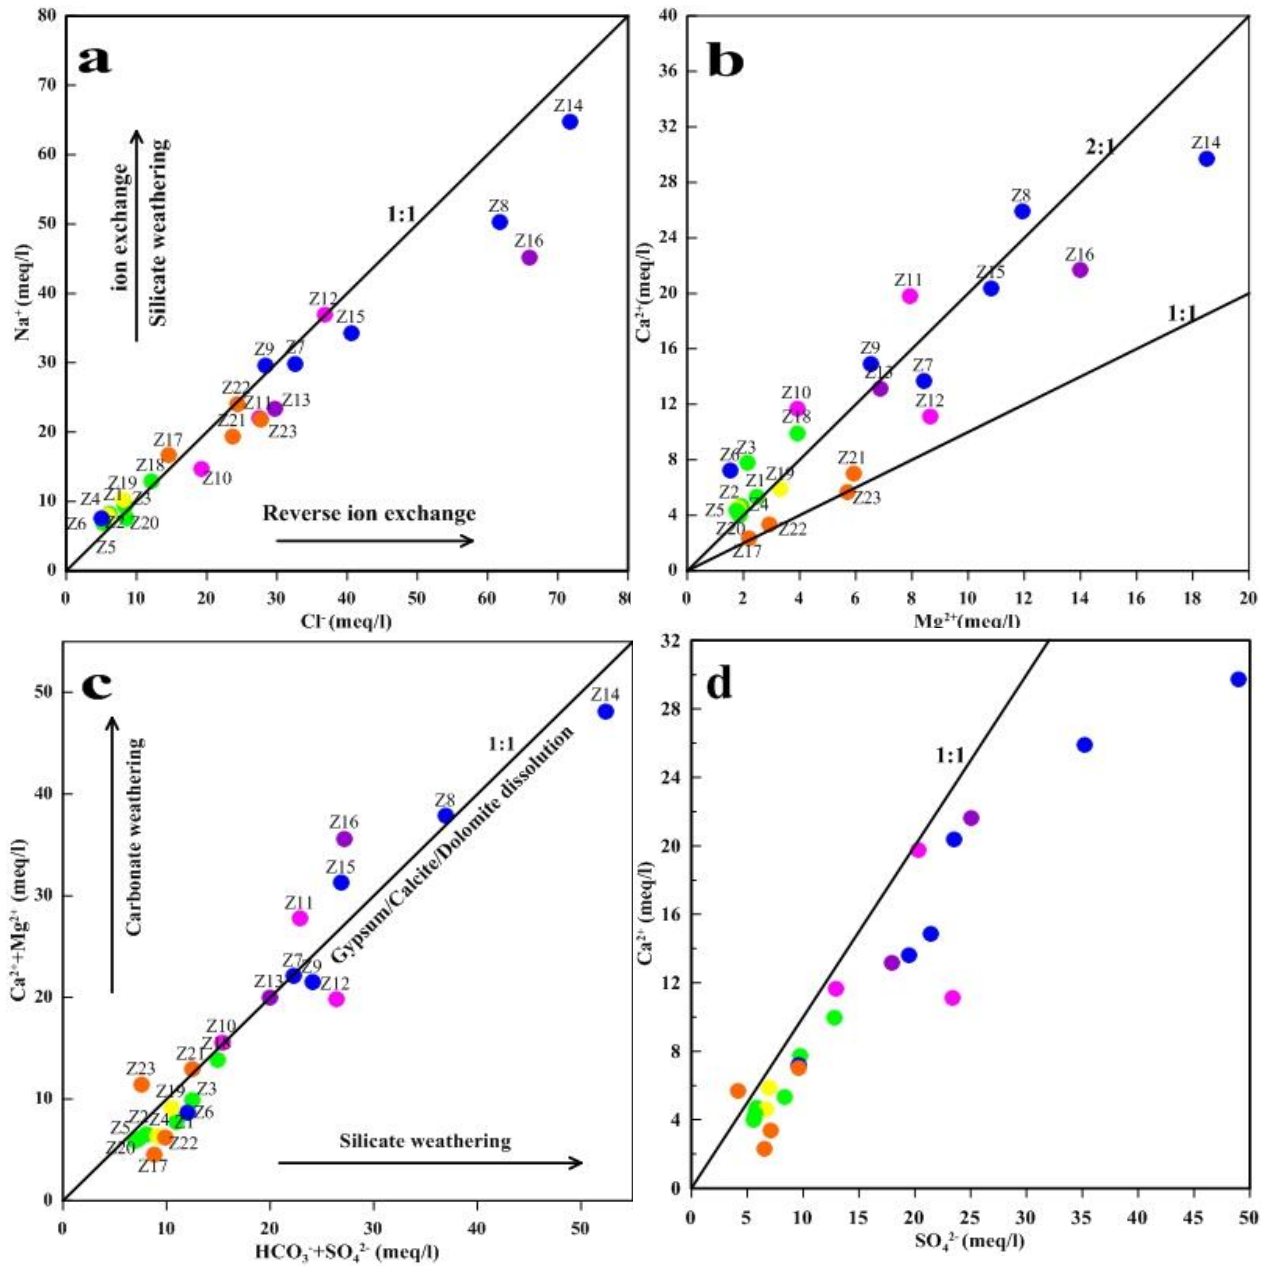 a
80
70
60
50
40
30
20
10
0
Na⁺(meq/l)
ion exchange
Silicate weathering
1:1
Z14
Z8
Z16
Z12
Z15
Z9
Z7
Z22
Z11
Z13
Z21
Z23
Z17
Z10
Z18
Z19
Z4
Z1
Z3
Z6
Z2
Z20
Z5
Reverse ion exchange
0
10
20
30
40
50
60
70
Cl⁻(meq/l)
b
40
36
32
28
24
20
16
12
8
4
0
Ca²⁺(meq/l)
2:1
1:1
Z14
Z8
Z16
Z15
Z11
Z9
Z13
Z7
Z10
Z12
Z18
Z3
Z6
Z21
Z1
Z19
Z23
Z2
Z5
Z4
Z20
Z22
Z17
0
2
4
6
8
10
12
14
16
18
20
Mg²⁺(meq/l)
c
50
40
30
20
10
0
Ca²⁺+Mg²⁺ (meq/l)
Carbonate weathering
1:1
Gypsum/Calcite/Dolomite dissolution
Z14
Z8
Z16
Z15
Z11
Z7
Z9
Z13
Z12
Z10
Z18
Z21
Z23
Z19
Z3
Z6
Z2
Z4
Z1
Z5
Z22
Z20
Z17
Silicate weathering
0
10
20
30
40
50
HCO₃⁻+SO₄²⁻ (meq/l)
d
32
28
24
20
16
12
8
4
0
Ca²⁺ (meq/l)
1:1
0
5
10
15
20
25
30
35
40
45
50
SO₄²⁻(meq/l)